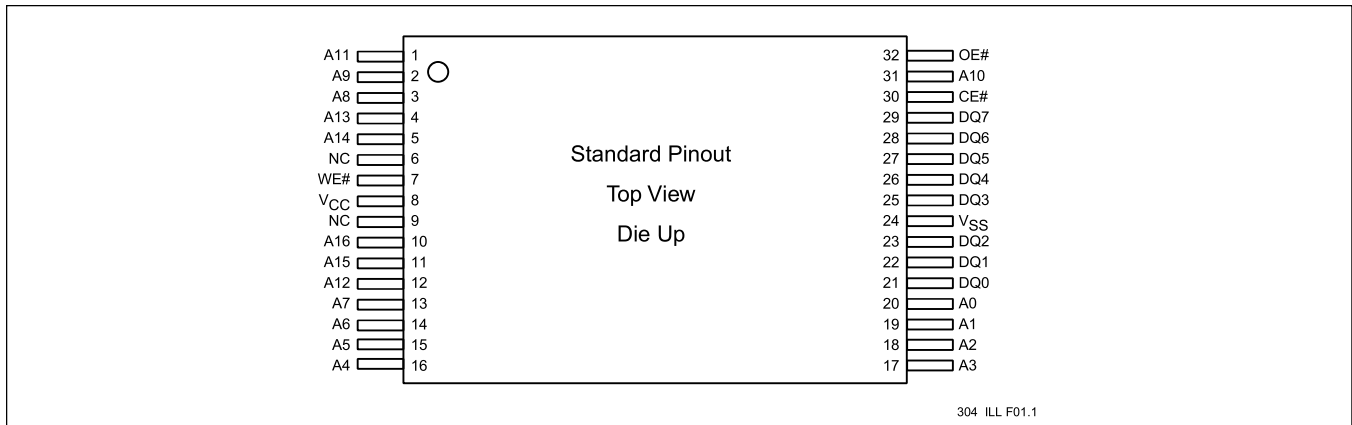 A11 1 32 OE#
A9 2 31 A10
A8 3 30 CE#
A13 4 29 DQ7
A14 5 28 DQ6
NC 6 27 DQ5
WE# 7 26 DQ4
VCC 8 25 DQ3
NC 9 24 VSS
A16 10 23 DQ2
A15 11 22 DQ1
A12 12 21 DQ0
A7 13 20 A0
A6 14 19 A1
A5 15 18 A2
A4 16 17 A3
Standard Pinout
Top View
Die Up
304 ILL F01.1